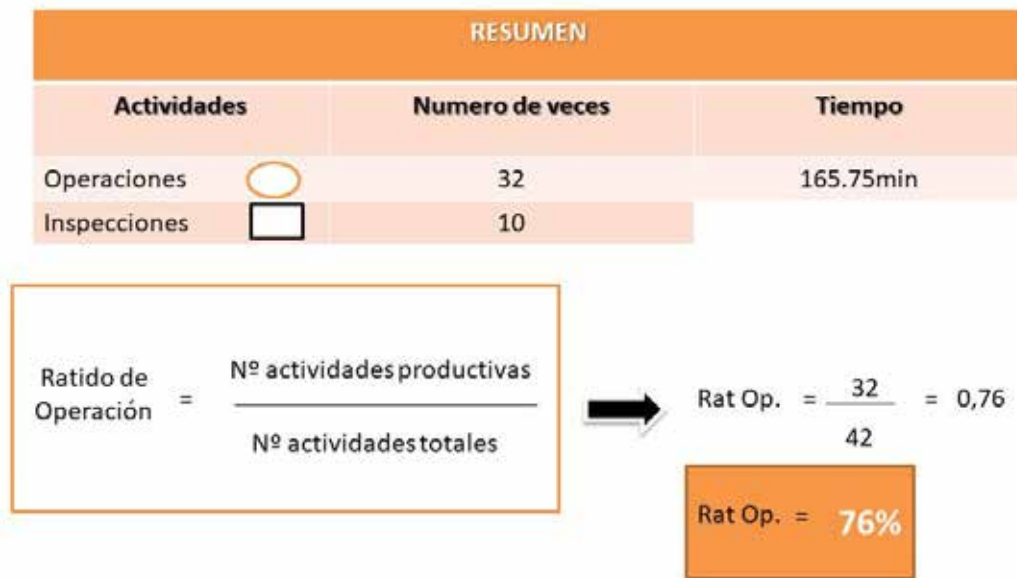 RESUMEN
Actividades Numero de veces Tiempo
Operaciones 32 165.75min
Inspecciones 10
Ratido de
Operación
=
Nº actividades productivas
Nº actividades totales
Rat Op. = 32 = 0,76
42
Rat Op. = 76%